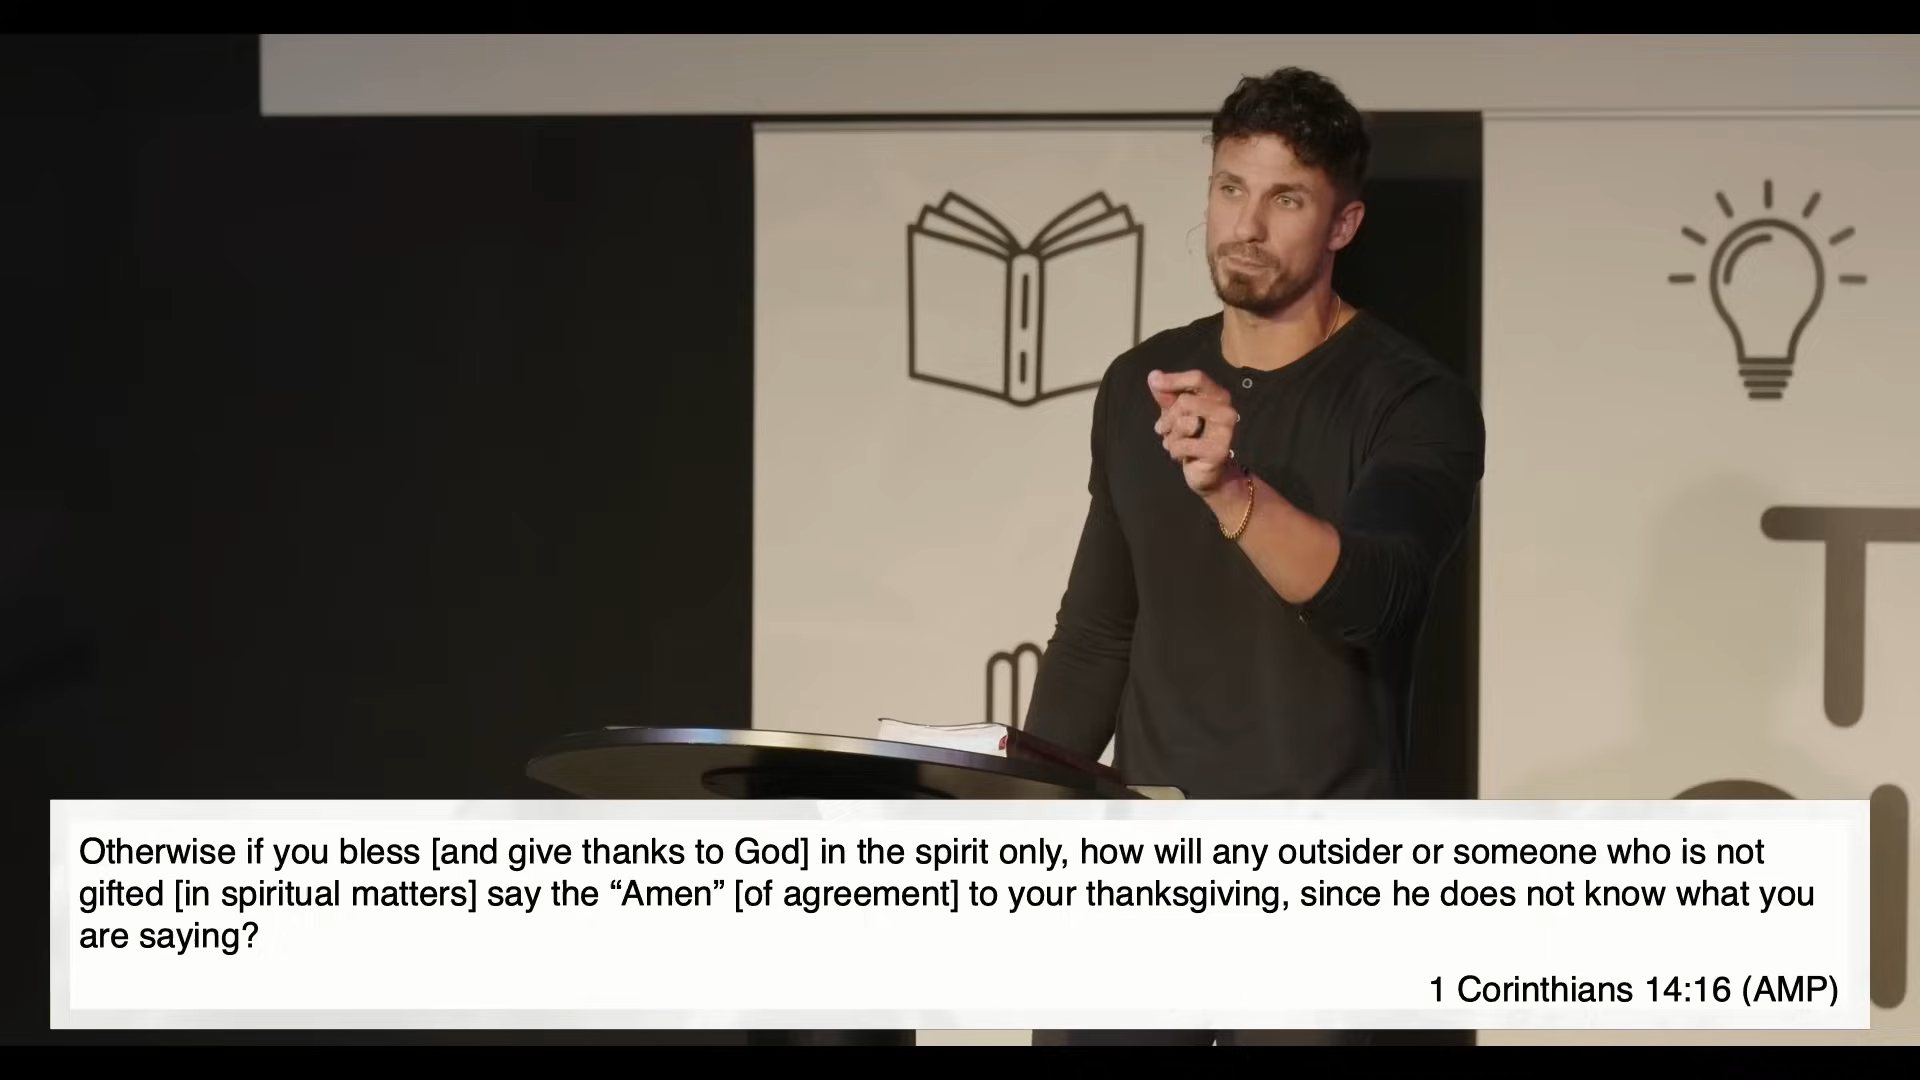 Otherwise if you bless [and give thanks to God] in the spirit only, how will any outsider or someone who is not
gifted [in spiritual matters] say the “Amen” [of agreement] to your thanksgiving, since he does not know what you
are saying?
1 Corinthians 14:16 (AMP)